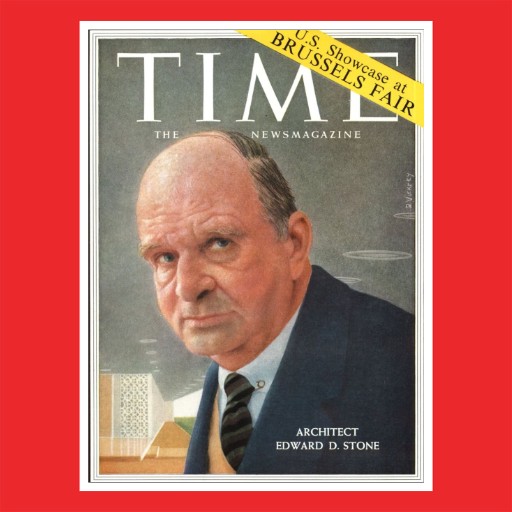 U.S. Showcase at
BRUSSELS FAIR
TIME
THE NEWSMAGAZINE
ARCHITECT
EDWARD D. STONE